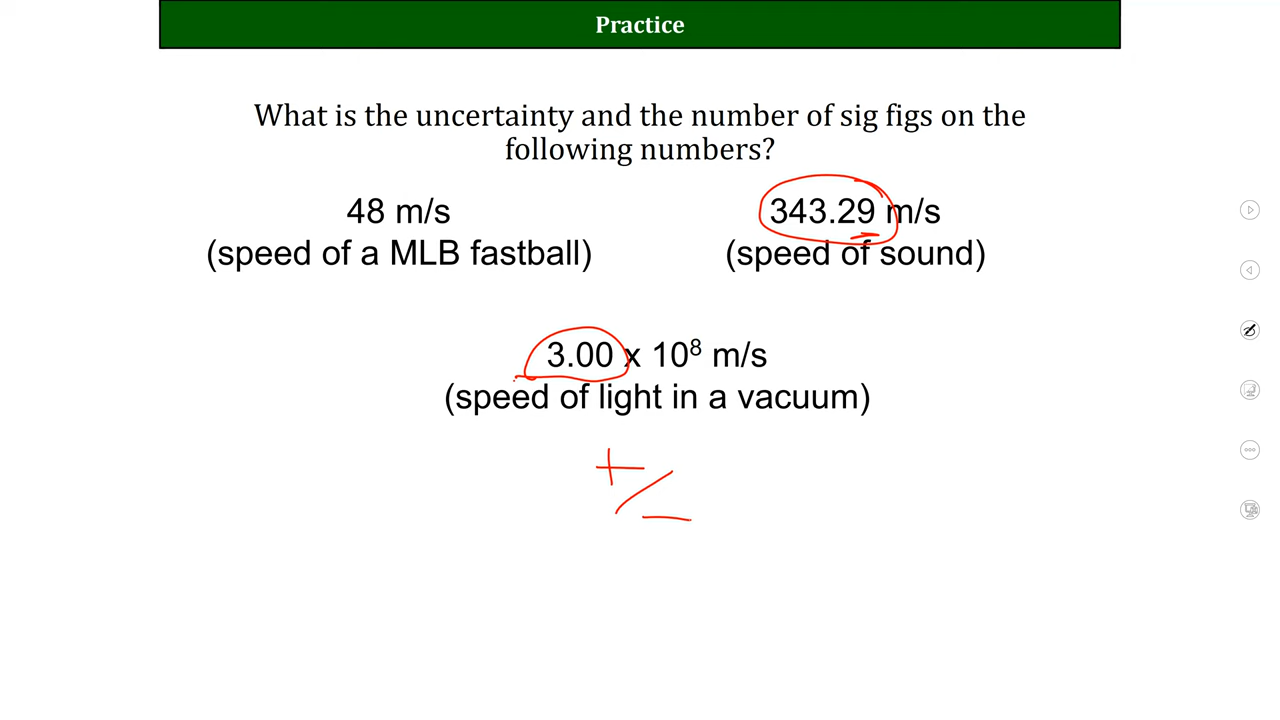 Practice
What is the uncertainty and the number of sig figs on the
following numbers?
48 m/s
(speed of a MLB fastball)
343.29 m/s
(speed of sound)
3.00 x 10⁸ m/s
(speed of light in a vacuum)
+/−